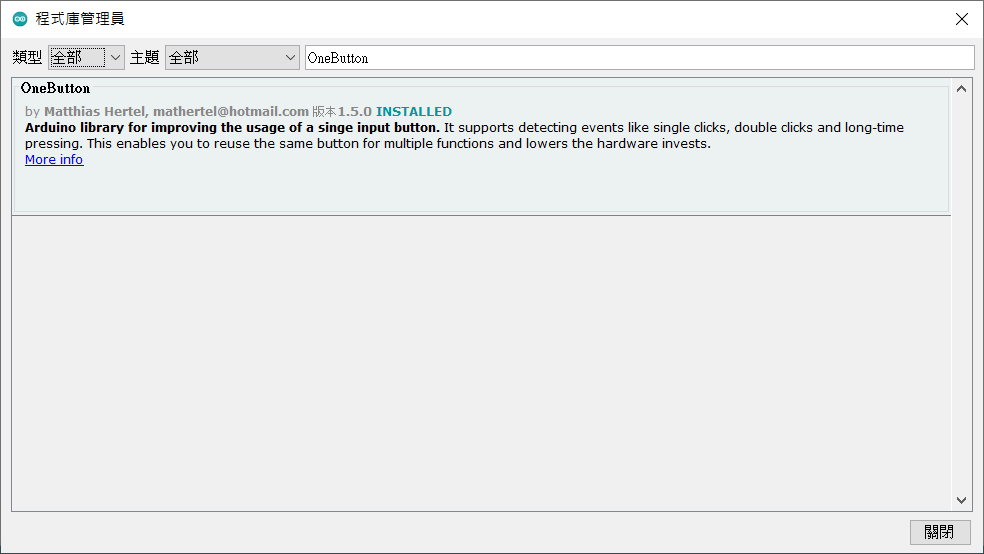 程式庫管理員
類型 全部 主題 全部 OneButton
OneButton
by Matthias Hertel, mathertel@hotmail.com 版本1.5.0 INSTALLED
Arduino library for improving the usage of a singe input button. It supports detecting events like single clicks, double clicks and long-time
pressing. This enables you to reuse the same button for multiple functions and lowers the hardware invests.
More info
關閉